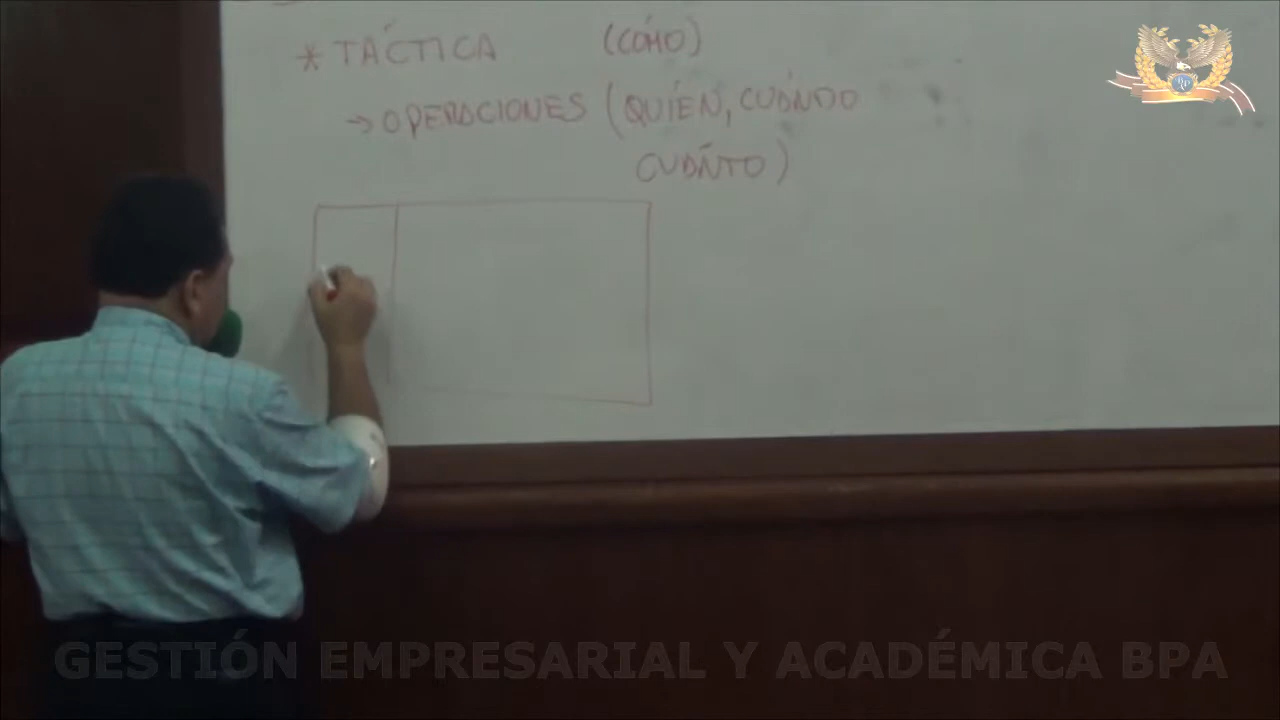 * TÁCTICA (CÓMO)
→ OPERACIONES (QUIÉN, CUÁNDO
CUÁNTO)
GESTIÓN EMPRESARIAL Y ACADÉMICA BPA